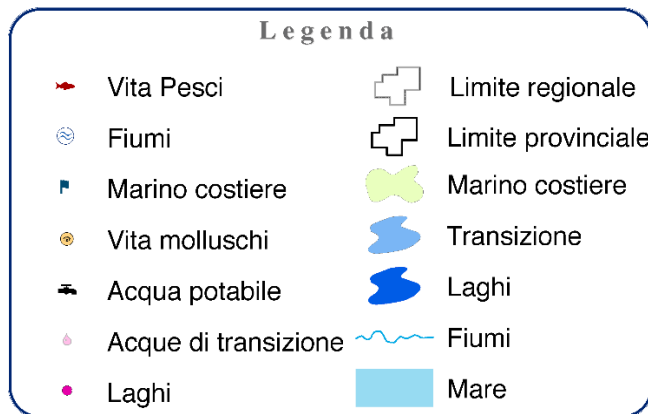 Legenda
Vita Pesci
Fiumi
Marino costiere
Vita molluschi
Acqua potabile
Acque di transizione
Laghi
Limite regionale
Limite provinciale
Marino costiere
Transizione
Laghi
Fiumi
Mare